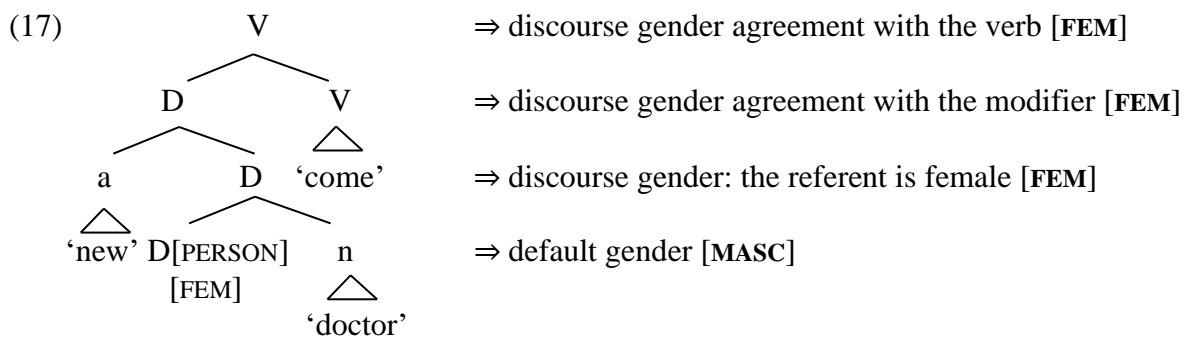 (17) V ⇒ discourse gender agreement with the verb [FEM]
D V ⇒ discourse gender agreement with the modifier [FEM]
a D ‘come’ ⇒ discourse gender: the referent is female [FEM]
‘new’ D[PERSON] n ⇒ default gender [MASC]
[FEM]
‘doctor’